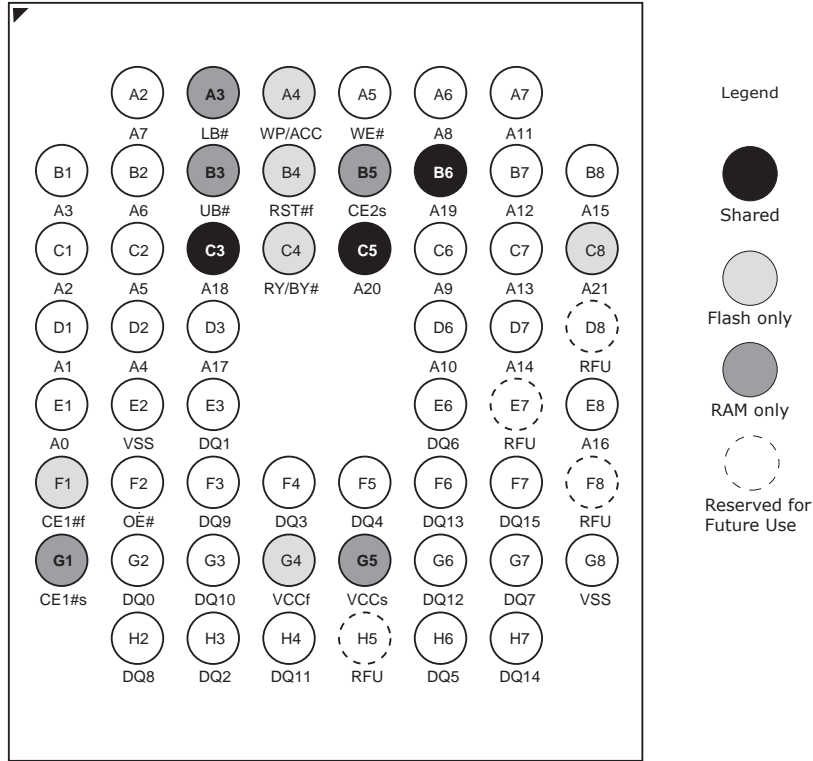 A2 A3 A4 A5 A6 A7
A7 LB# WP/ACC WE# A8 A11
B1 B2 B3 B4 B5 B6 B7 B8
A3 A6 UB# RST#f CE2s A19 A12 A15
C1 C2 C3 C4 C5 C6 C7 C8
A2 A5 A18 RY/BY# A20 A9 A13 A21
D1 D2 D3 D6 D7 D8
A1 A4 A17 A10 A14 RFU
E1 E2 E3 E6 E7 E8
A0 VSS DQ1 DQ6 RFU A16
F1 F2 F3 F4 F5 F6 F7 F8
CE1#f OE# DQ9 DQ3 DQ4 DQ13 DQ15 RFU
G1 G2 G3 G4 G5 G6 G7 G8
CE1#s DQ0 DQ10 VCCf VCCs DQ12 DQ7 VSS
H2 H3 H4 H5 H6 H7
DQ8 DQ2 DQ11 RFU DQ5 DQ14
Legend
Shared
Flash only
RAM only
Reserved for
Future Use